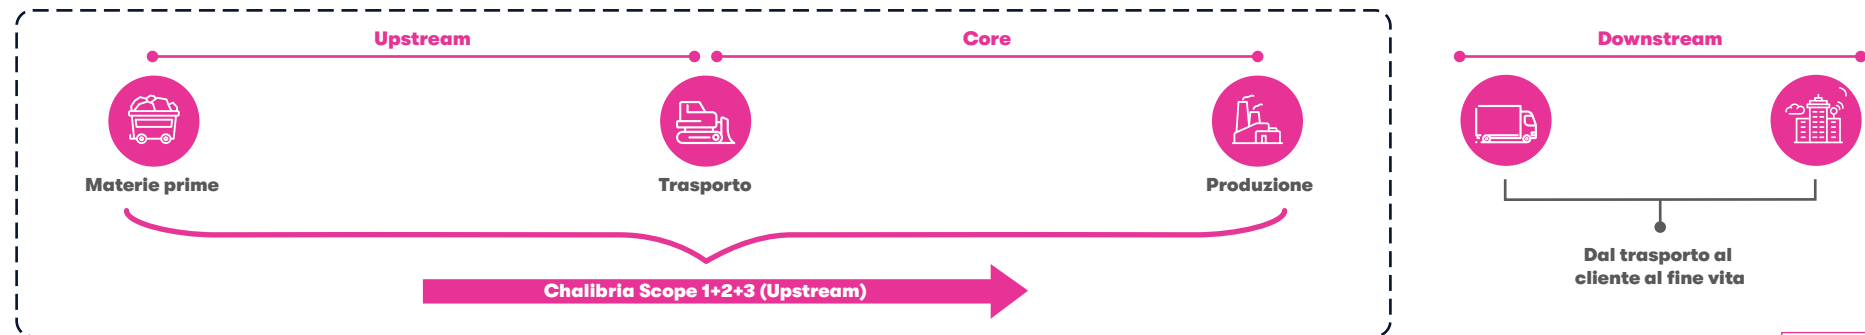 Upstream
Core
Downstream
Materie prime
Trasporto
Produzione
Chalibria Scope 1+2+3 (Upstream)
Dal trasporto al
cliente al fine vita